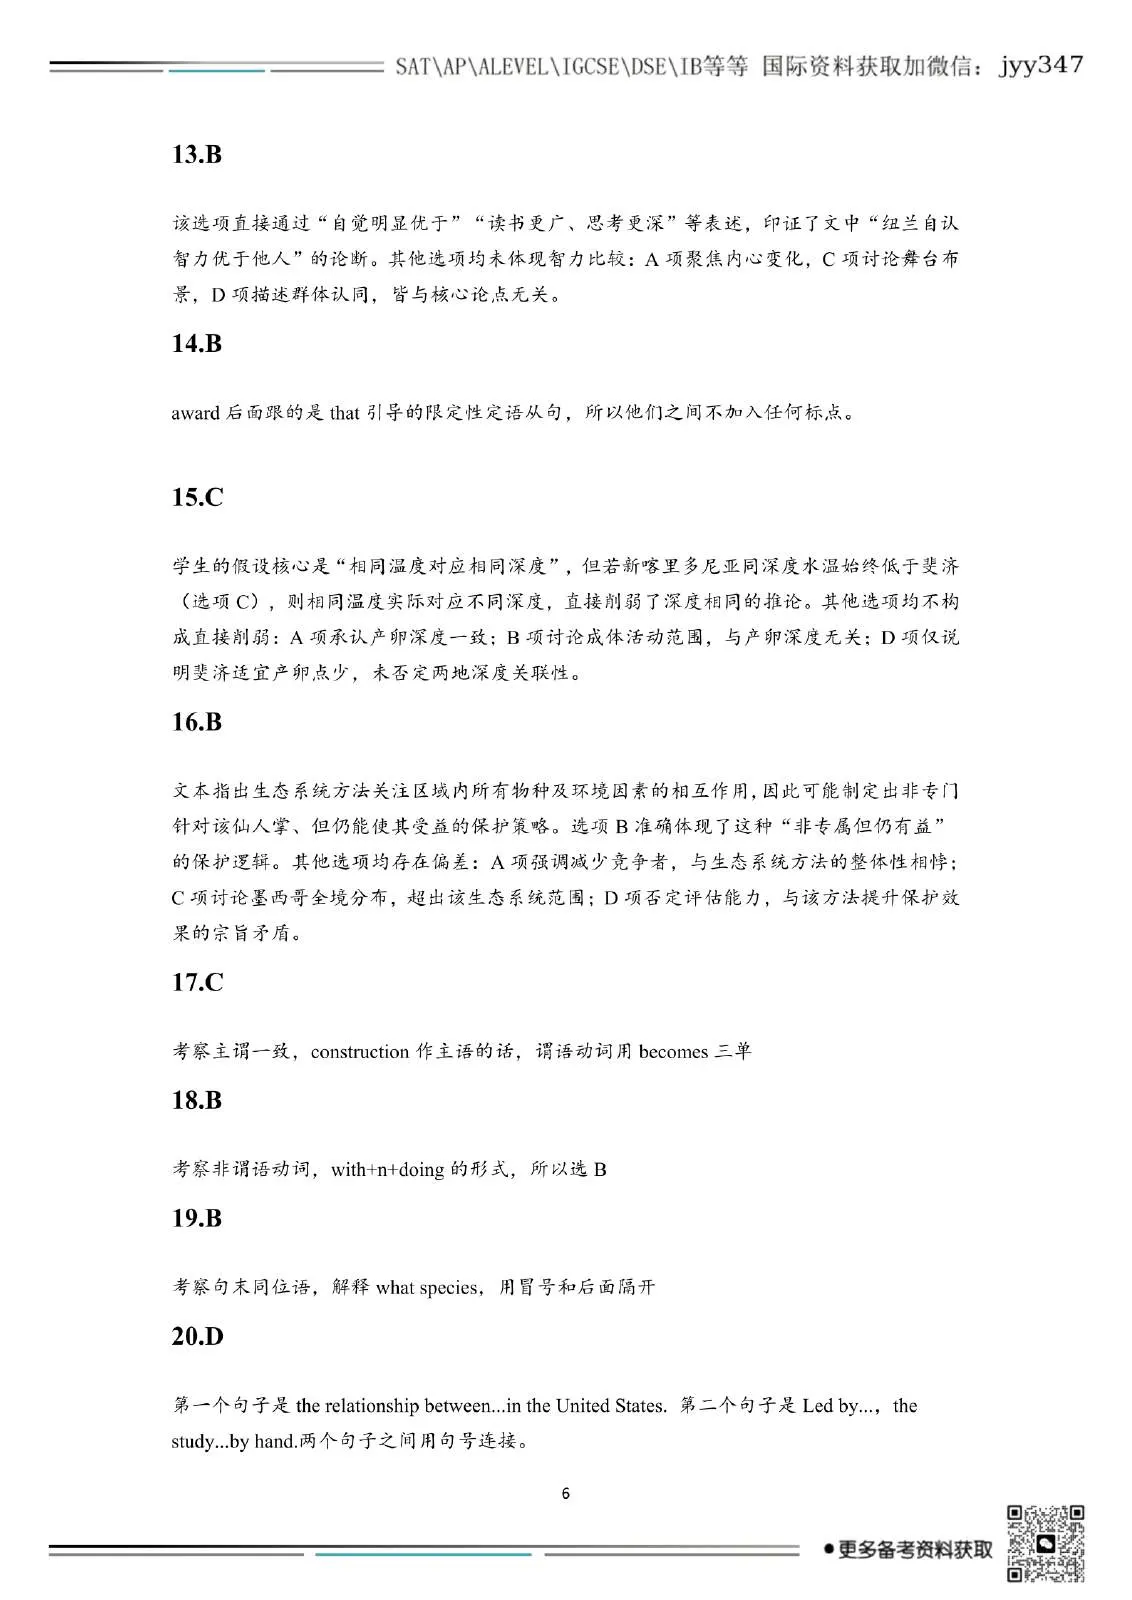 SAT\AP\ALEVEL\IGCSE\DSE\IB等等 国际资料获取加微信：jyy347
13.B
该选项直接通过“自觉明显优于”“读书更广、思考更深”等表述，印证了文中“纽兰自认
智力优于他人”的论断。其他选项均未体现智力比较：A 项聚焦内心变化，C 项讨论舞台布
景，D 项描述群体认同，皆与核心论点无关。
14.B
award 后面跟的是 that 引导的限定性定语从句，所以他们之间不加入任何标点。
15.C
学生的假设核心是“相同温度对应相同深度”，但若新喀里多尼亚同深度水温始终低于斐济
（选项 C），则相同温度实际对应不同深度，直接削弱了深度相同的推论。其他选项均不构
成直接削弱：A 项承认产卵深度一致；B 项讨论成体活动范围，与产卵深度无关；D 项仅说
明斐济适宜产卵点少，未否定两地深度关联性。
16.B
文本指出生态系统方法关注区域内所有物种及环境因素的相互作用，因此可能制定出非专门
针对该仙人掌、但仍能使其受益的保护策略。选项 B 准确体现了这种“非专属但仍有益”
的保护逻辑。其他选项均存在偏差：A 项强调减少竞争者，与生态系统方法的整体性相悖；
C 项讨论墨西哥全境分布，超出该生态系统范围；D 项否定评估能力，与该方法提升保护效
果的宗旨矛盾。
17.C
考察主谓一致，construction 作主语的话，谓语动词用 becomes 三单
18.B
考察非谓语动词，with+n+doing 的形式，所以选 B
19.B
考察句末同位语，解释 what species，用冒号和后面隔开
20.D
第一个句子是 the relationship between...in the United States. 第二个句子是 Led by...，the
study...by hand.两个句子之间用句号连接。
6
●更多备考资料获取